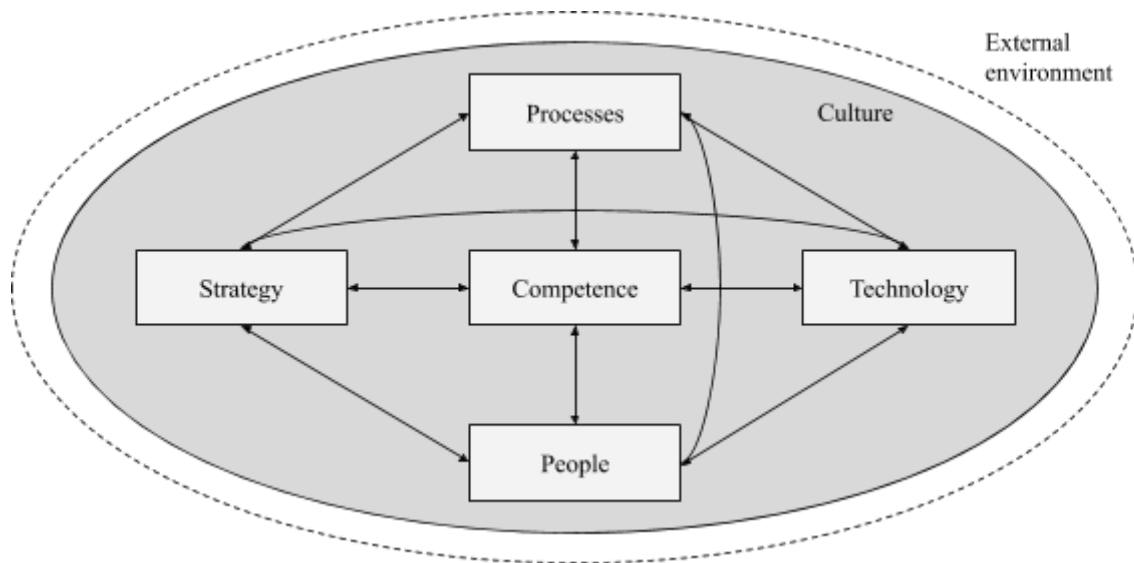 External
environment
Processes
Culture
Strategy
Competence
Technology
People